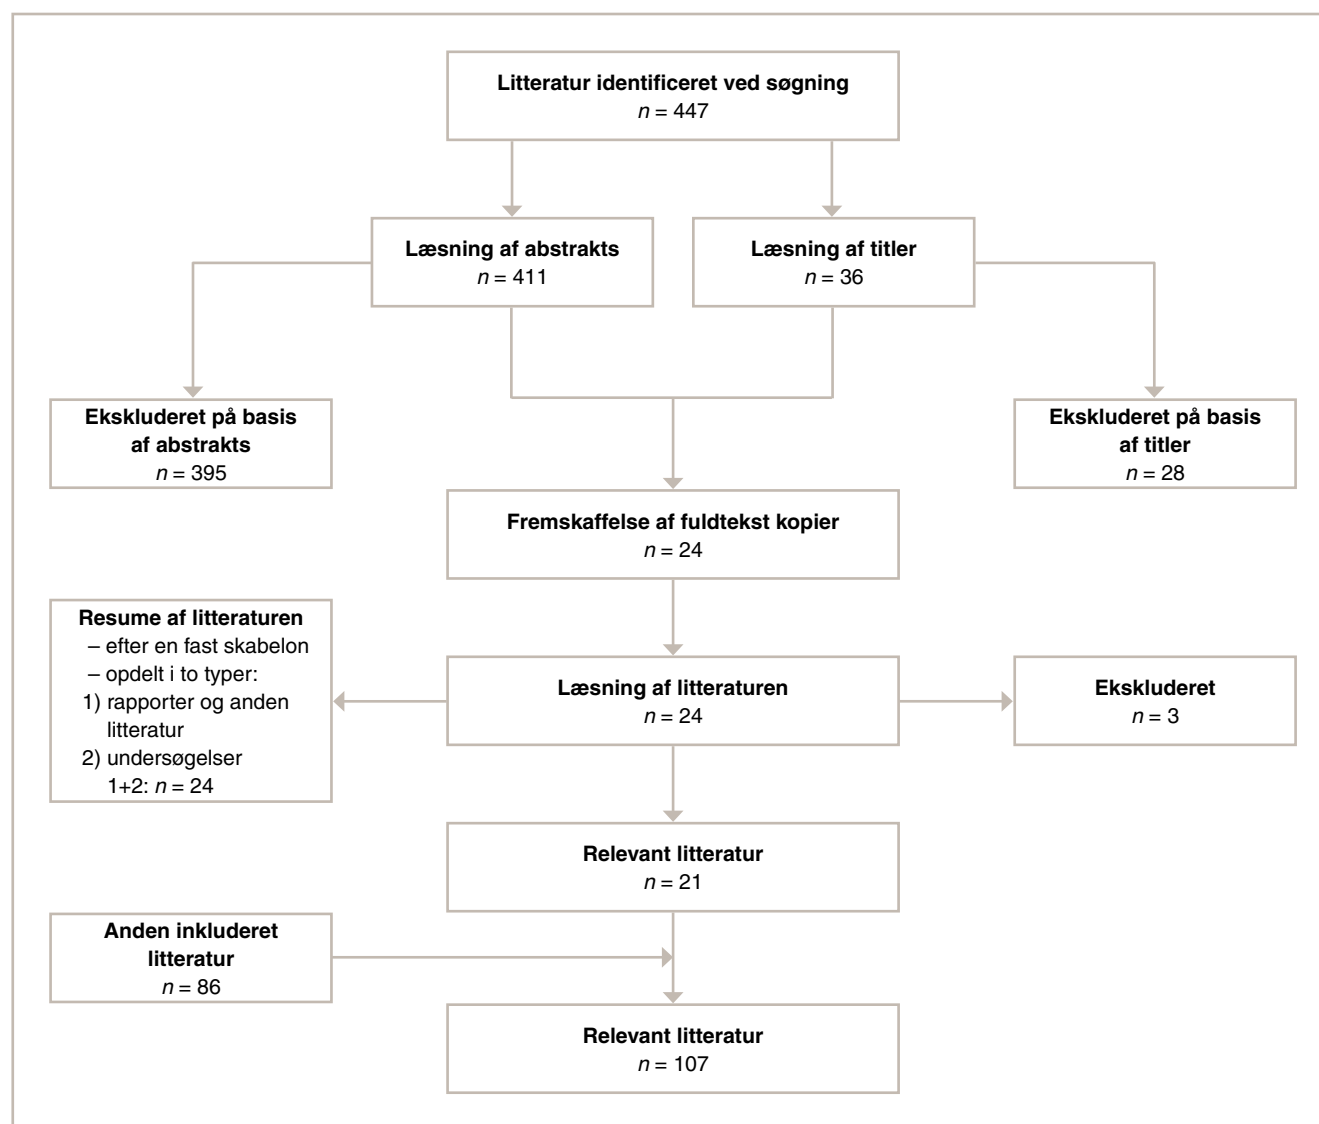 Litteratur identificeret ved søgning
n = 447
Læsning af abstrakts
n = 411
Læsning af titler
n = 36
Ekskluderet på basis
af abstrakts
n = 395
Ekskluderet på basis
af titler
n = 28
Fremskaffelse af fuldtekst kopier
n = 24
Resume af litteraturen
– efter en fast skabelon
– opdelt i to typer:
1) rapporter og anden
litteratur
2) undersøgelser
1+2: n = 24
Læsning af litteraturen
n = 24
Ekskluderet
n = 3
Relevant litteratur
n = 21
Anden inkluderet
litteratur
n = 86
Relevant litteratur
n = 107